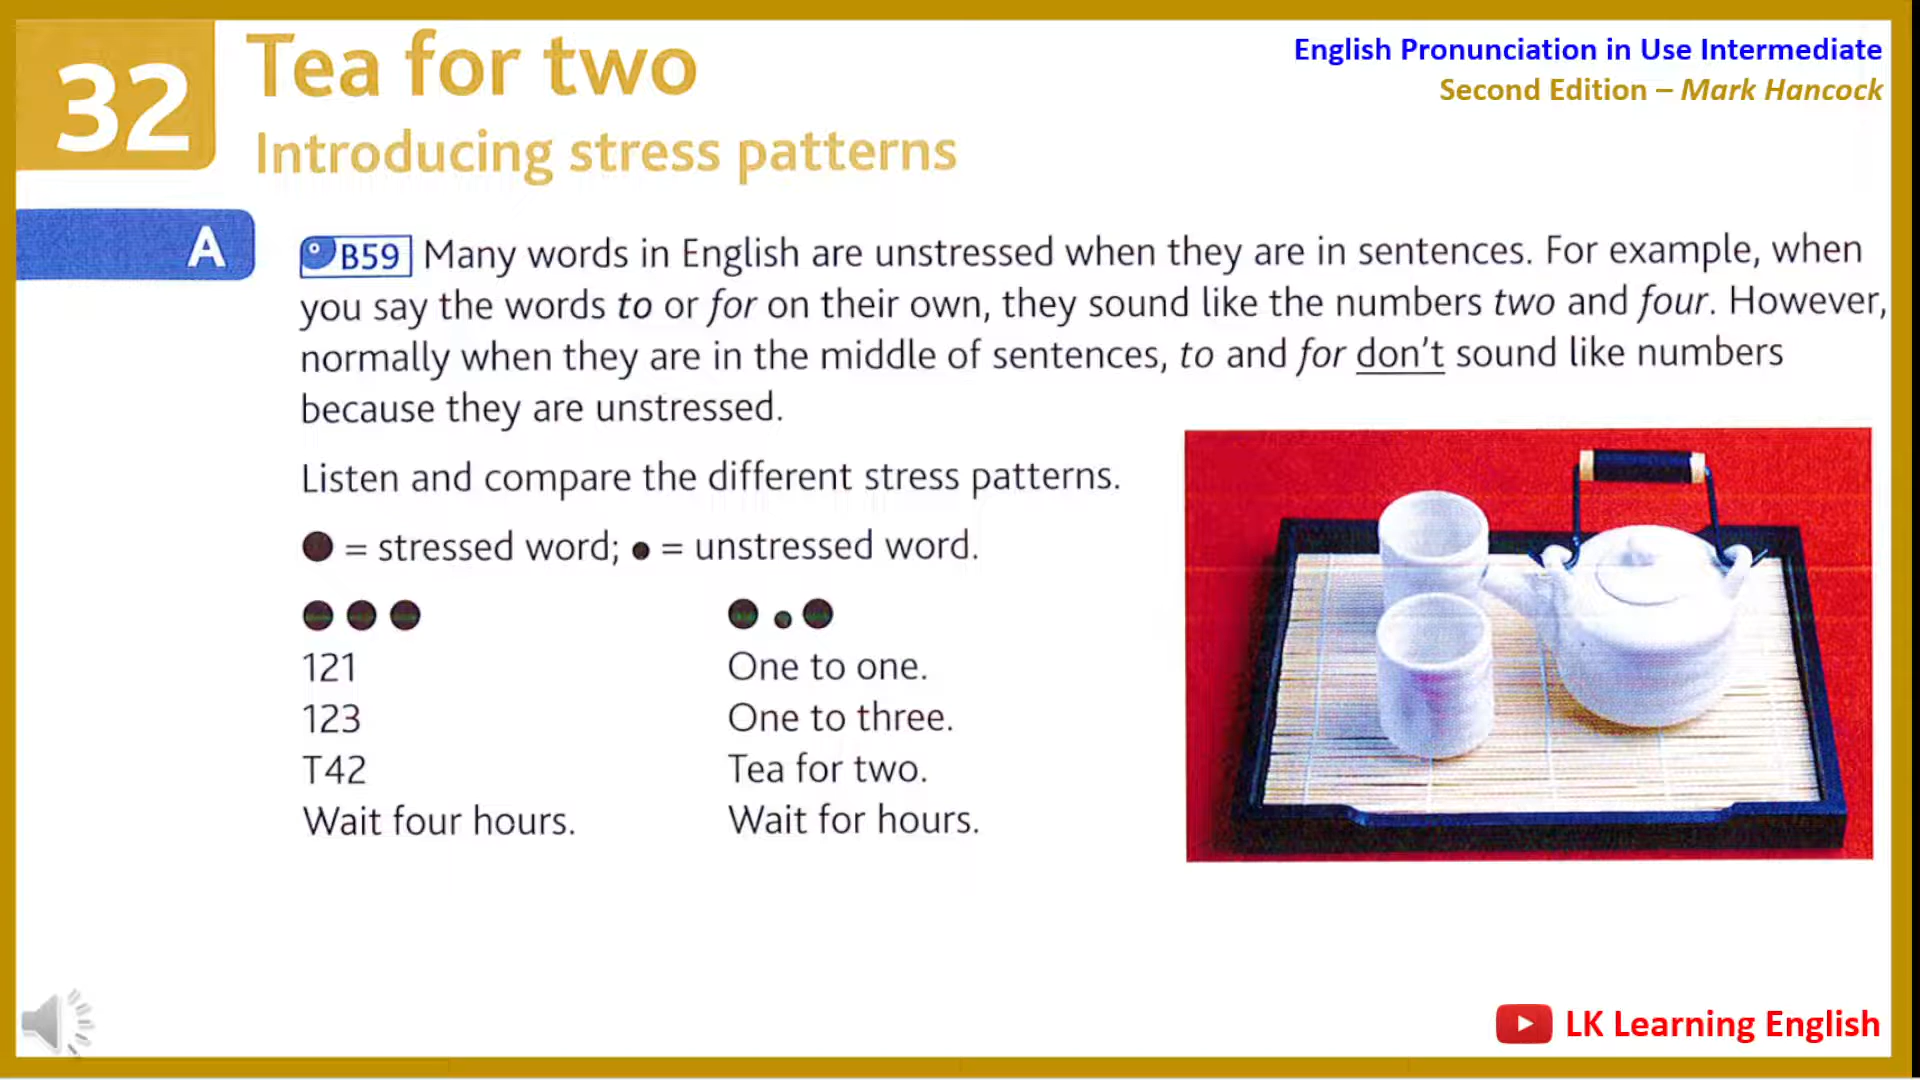 32
Tea for two
Introducing stress patterns
English Pronunciation in Use Intermediate
Second Edition – Mark Hancock
A
B59 Many words in English are unstressed when they are in sentences. For example, when
you say the words to or for on their own, they sound like the numbers two and four. However,
normally when they are in the middle of sentences, to and for don't sound like numbers
because they are unstressed.
Listen and compare the different stress patterns.
● = stressed word; • = unstressed word.
● ● ● ● • ●
121 One to one.
123 One to three.
T42 Tea for two.
Wait four hours. Wait for hours.
LK Learning English